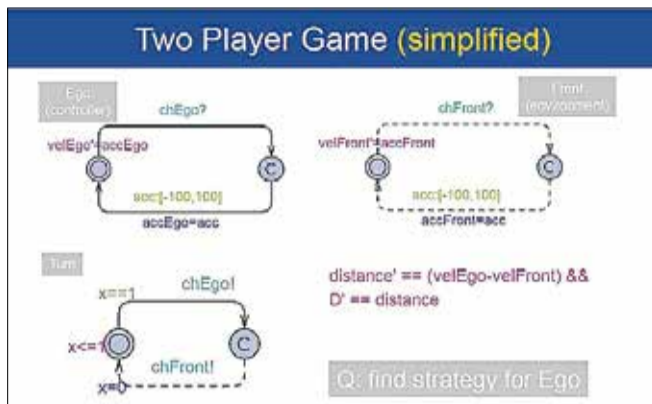 Two Player Game (simplified)
Ego
(controller)
chEgo?
velEgo'=accEgo
C
acc:[-100,100]
accEgo=acc
Front
(environment)
chFront?
velFront'=accFront
C
acc:[-100,100]
accFront=acc
Turn
x==1
chEgo!
x<=1
C
chFront!
x=0
distance' == (velEgo-velFront) &&
D' == distance
Q: find strategy for Ego